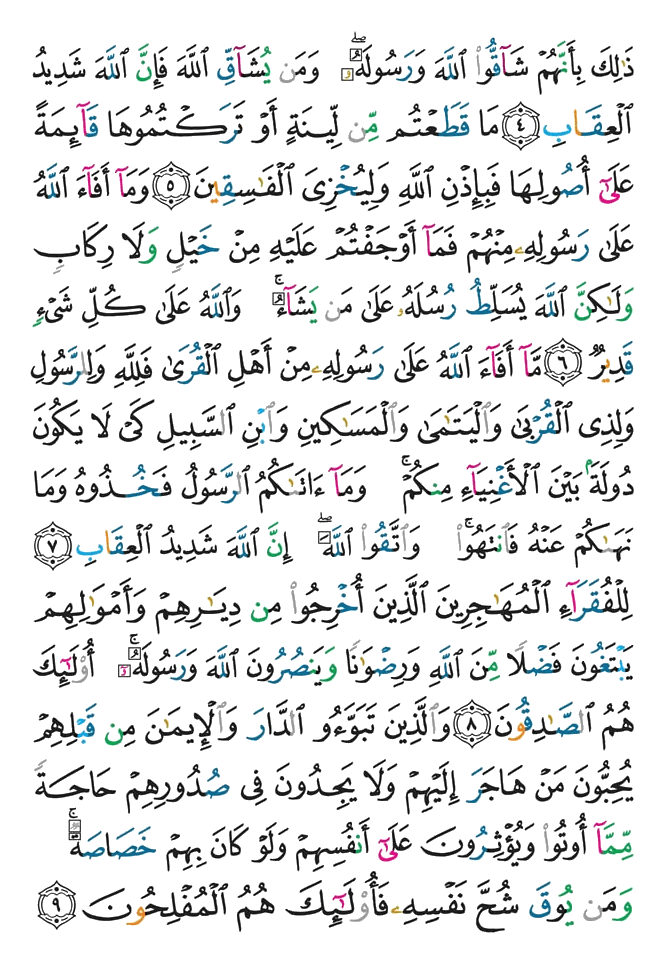 ذَٰلِكَ بِأَنَّهُمْ شَآقُّوا۟ ٱللَّهَ وَرَسُولَهُۥ ۖ وَمَن يُشَآقِّ ٱللَّهَ فَإِنَّ ٱللَّهَ شَدِيدُ
ٱلْعِقَابِ ٤ مَا قَطَعْتُم مِّن لِّينَةٍ أَوْ تَرَكْتُمُوهَا قَآئِمَةً
عَلَىٰٓ أُصُولِهَا فَبِإِذْنِ ٱللَّهِ وَلِيُخْزِىَ ٱلْفَـٰسِقِينَ ٥ وَمَآ أَفَآءَ ٱللَّهُ
عَلَىٰ رَسُولِهِۦ مِنْهُمْ فَمَآ أَوْجَفْتُمْ عَلَيْهِ مِنْ خَيْلٍ وَلَا رِكَابٍ
وَلَـٰكِنَّ ٱللَّهَ يُسَلِّطُ رُسُلَهُۥ عَلَىٰ مَن يَشَآءُ ۚ وَٱللَّهُ عَلَىٰ كُلِّ شَىْءٍ
قَدِيرٌ ٦ مَّآ أَفَآءَ ٱللَّهُ عَلَىٰ رَسُولِهِۦ مِنْ أَهْلِ ٱلْقُرَىٰ فَلِلَّهِ وَلِلرَّسُولِ
وَلِذِى ٱلْقُرْبَىٰ وَٱلْيَتَـٰمَىٰ وَٱلْمَسَـٰكِينِ وَٱبْنِ ٱلسَّبِيلِ كَىْ لَا يَكُونَ
دُولَةًۢ بَيْنَ ٱلْأَغْنِيَآءِ مِنكُمْ ۚ وَمَآ ءَاتَىٰكُمُ ٱلرَّسُولُ فَخُذُوهُ وَمَا
نَهَىٰكُمْ عَنْهُ فَٱنتَهُوا۟ ۚ وَٱتَّقُوا۟ ٱللَّهَ ۖ إِنَّ ٱللَّهَ شَدِيدُ ٱلْعِقَابِ ٧
لِلْفُقَرَآءِ ٱلْمُهَـٰجِرِينَ ٱلَّذِينَ أُخْرِجُوا۟ مِن دِيَـٰرِهِمْ وَأَمْوَٰلِهِمْ
يَبْتَغُونَ فَضْلًا مِّنَ ٱللَّهِ وَرِضْوَٰنًا وَيَنصُرُونَ ٱللَّهَ وَرَسُولَهُۥٓ ۚ أُو۟لَـٰٓئِكَ
هُمُ ٱلصَّـٰدِقُونَ ٨ وَٱلَّذِينَ تَبَوَّءُو ٱلدَّارَ وَٱلْإِيمَـٰنَ مِن قَبْلِهِمْ
يُحِبُّونَ مَنْ هَاجَرَ إِلَيْهِمْ وَلَا يَجِدُونَ فِى صُدُورِهِمْ حَاجَةً
مِّمَّآ أُوتُوا۟ وَيُؤْثِرُونَ عَلَىٰٓ أَنفُسِهِمْ وَلَوْ كَانَ بِهِمْ خَصَاصَةٌ ۚ
وَمَن يُوقَ شُحَّ نَفْسِهِۦ فَأُو۟لَـٰٓئِكَ هُمُ ٱلْمُفْلِحُونَ ٩